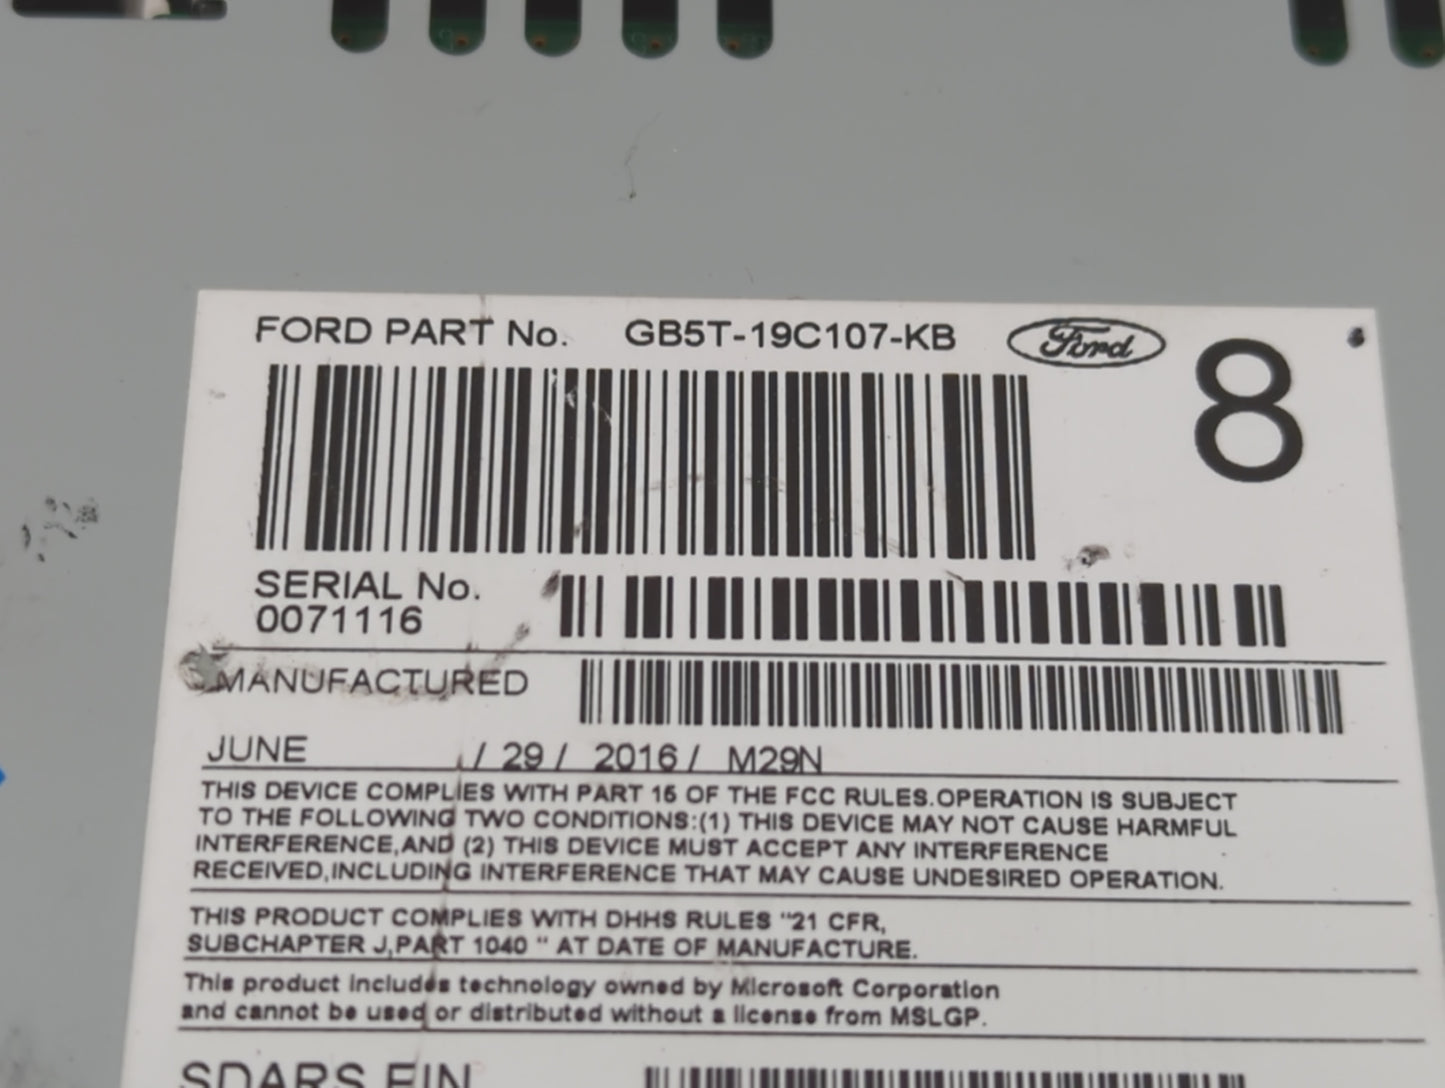 FORD PART No. GB5T-19C107-KB Ford 8
SERIAL No.
0071116
MANUFACTURED
JUNE / 29 / 2016 / M29N
THIS DEVICE COMPLIES WITH PART 15 OF THE FCC RULES.OPERATION IS SUBJECT
TO THE FOLLOWING TWO CONDITIONS:(1) THIS DEVICE MAY NOT CAUSE HARMFUL
INTERFERENCE,AND (2) THIS DEVICE MUST ACCEPT ANY INTERFERENCE
RECEIVED,INCLUDING INTERFERENCE THAT MAY CAUSE UNDESIRED OPERATION.
THIS PRODUCT COMPLIES WITH DHHS RULES "21 CFR,
SUBCHAPTER J,PART 1040 " AT DATE OF MANUFACTURE.
This product includes technology owned by Microsoft Corporation
and cannot be used or distributed without a license from MSLGP.
SDARS EIN